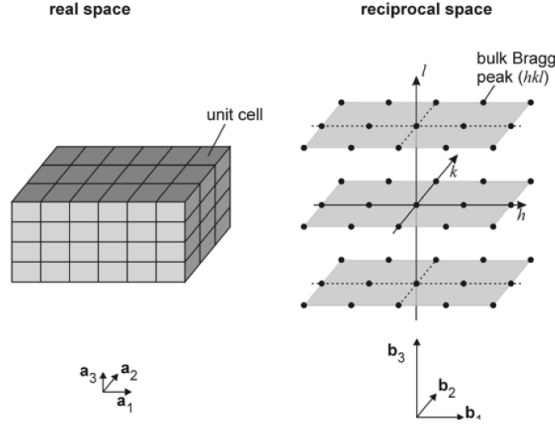 real space
reciprocal space
bulk Bragg
peak (hkl)
l
unit cell
k
h
b3
a3
a2
a1
b2
b1